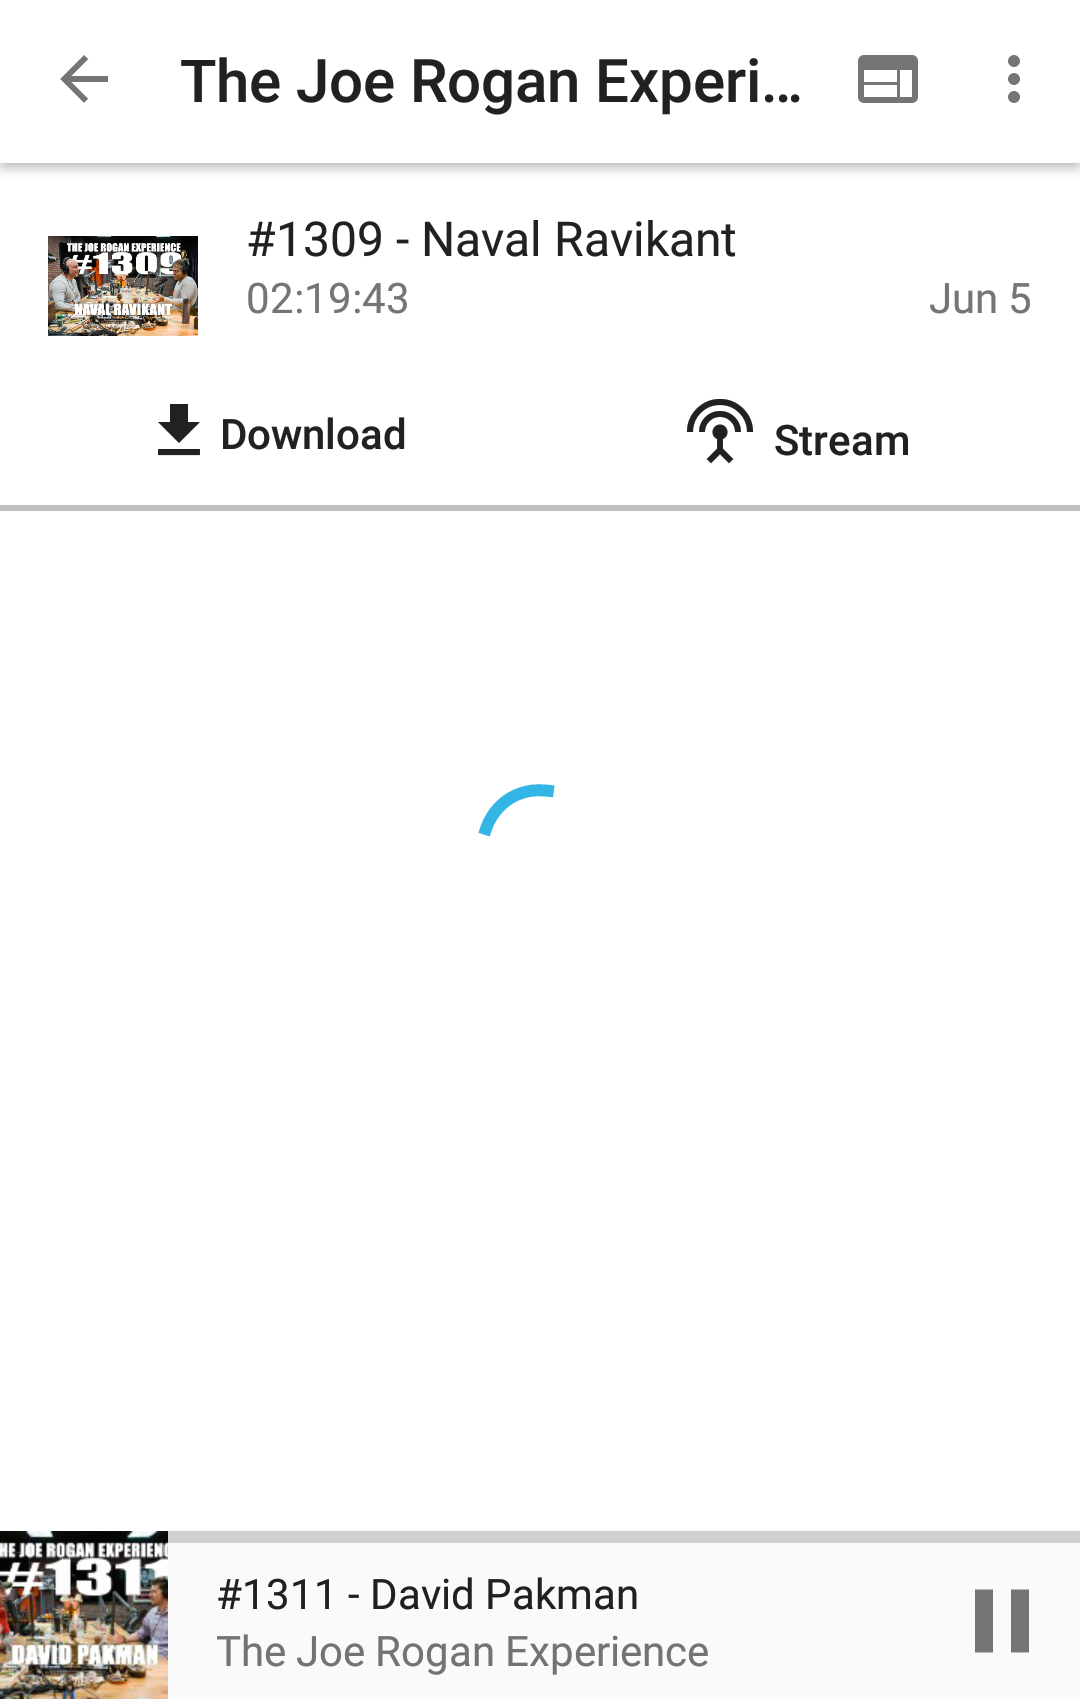 The Joe Rogan Experi...
THE JOE ROGAN EXPERIENCE
#1309
NAVAL RAVIKANT
#1309 - Naval Ravikant
02:19:43
Jun 5
Download
Stream
HE JOE ROGAN EXPERIENC
#1311
DAVID PAKMAN
#1311 - David Pakman
The Joe Rogan Experience